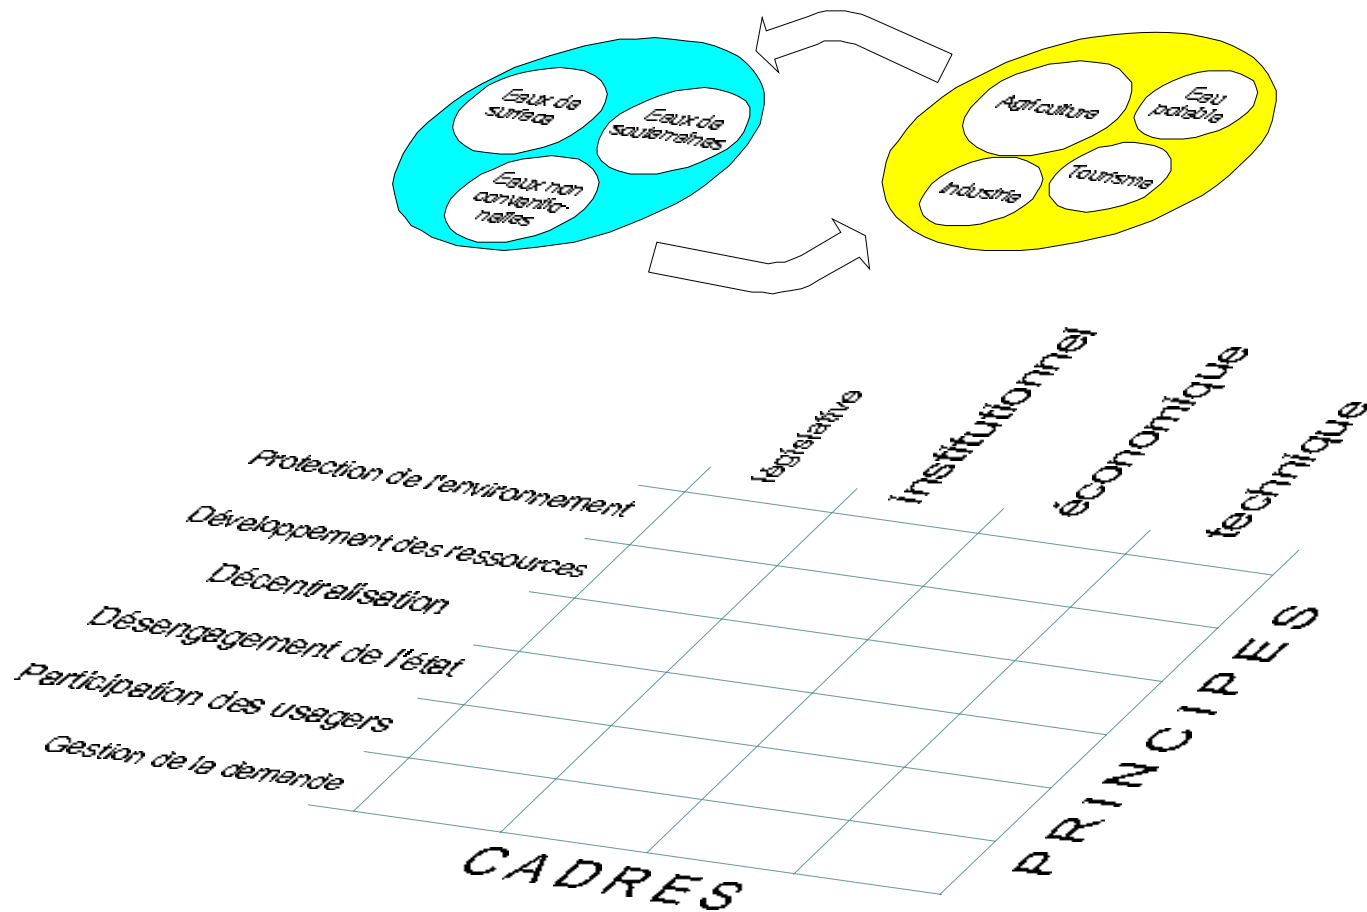 Eaux de
surface
Eaux de
souterraines
Eaux non
conventio-
nelles
Agriculture
Eau
potable
Industrie
Tourisme
législative
institutionnel
économique
technique
Protection de l'environnement
Développement des ressources
Décentralisation
Désengagement de l'état
Participation des usagers
Gestion de la demande
PRINCIPES
CADRES